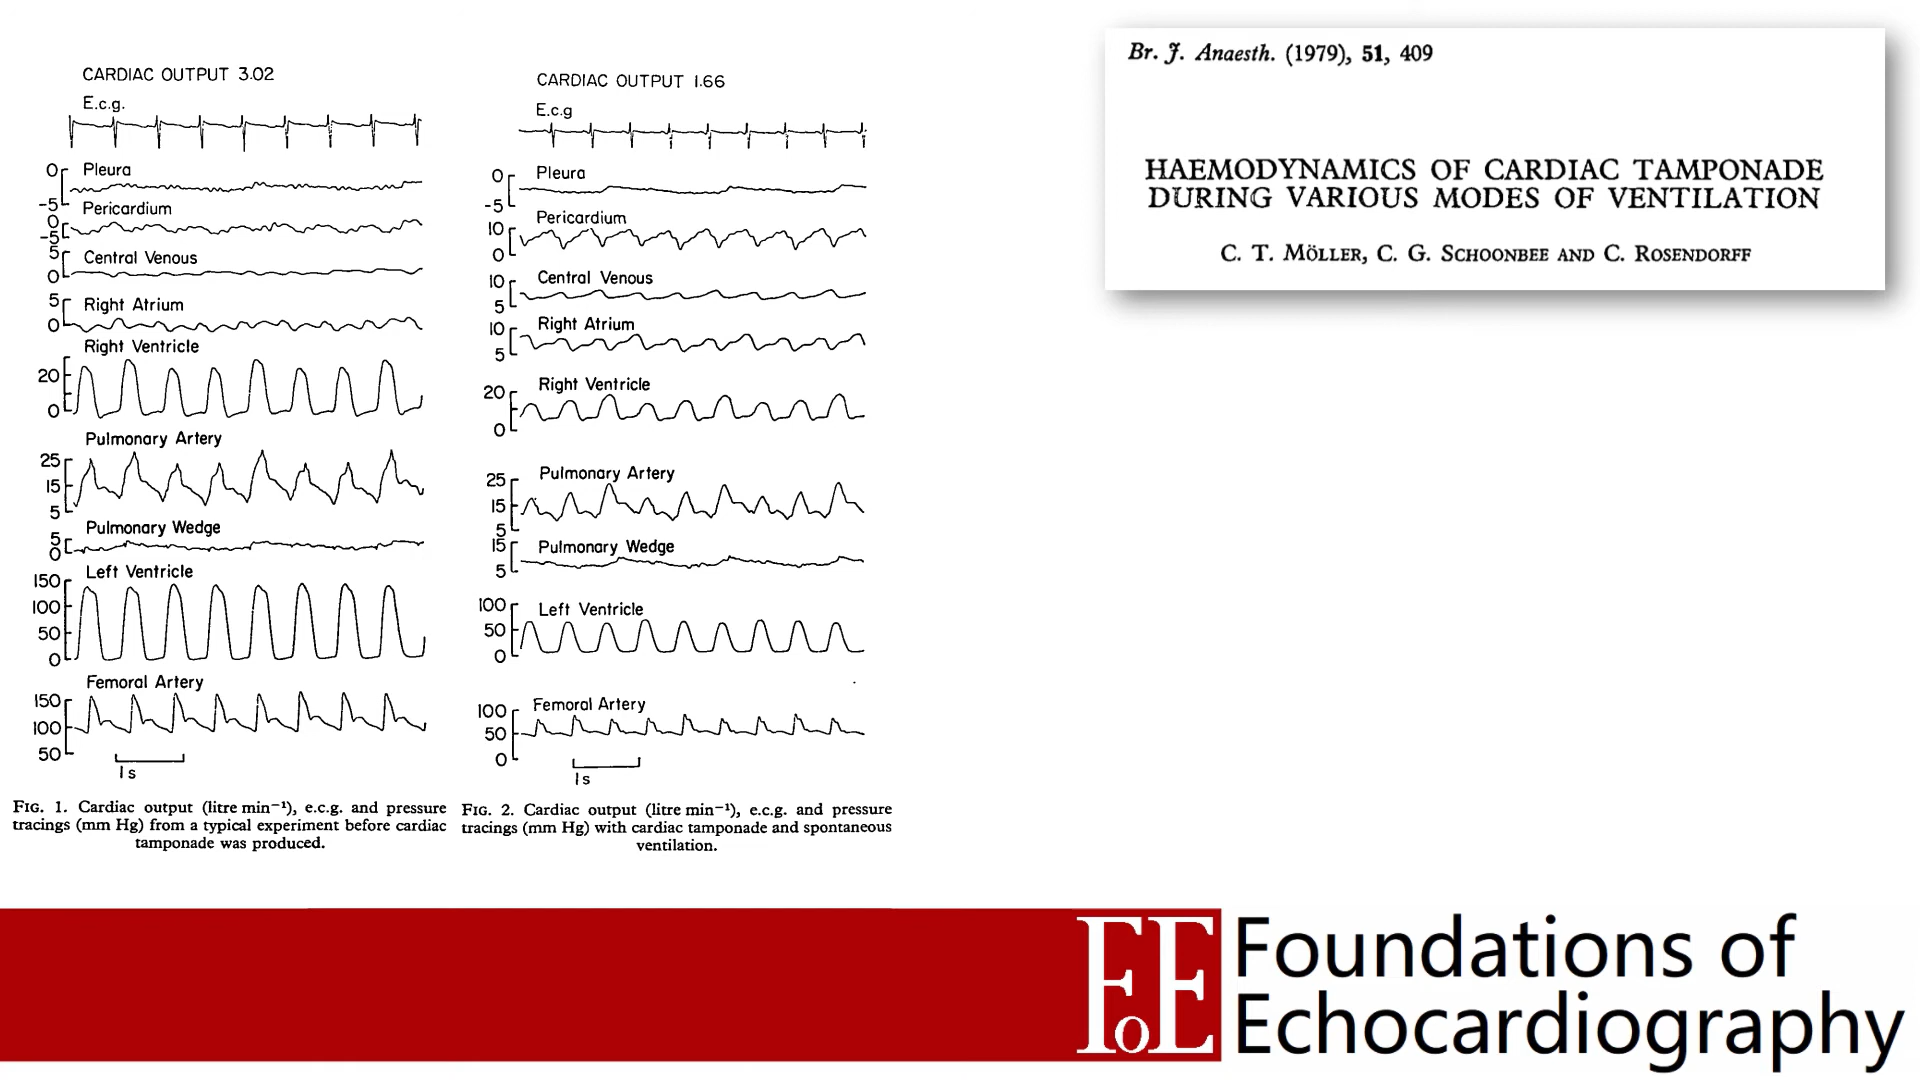 CARDIAC OUTPUT 3.02
E.c.g.
0
-5
Pleura
0
-5
Pericardium
5
0
Central Venous
5
0
Right Atrium
Right Ventricle
20
0
Pulmonary Artery
25
15
5
Pulmonary Wedge
5
0
Left Ventricle
150
100
50
0
Femoral Artery
150
100
50
1s
FIG. 1. Cardiac output (litre min⁻¹), e.c.g. and pressure
tracings (mm Hg) from a typical experiment before cardiac
tamponade was produced.
CARDIAC OUTPUT 1.66
E.c.g
0
-5
Pleura
Pericardium
10
0
Central Venous
10
5
Right Atrium
10
5
Right Ventricle
20
0
Pulmonary Artery
25
15
5
Pulmonary Wedge
15
5
Left Ventricle
100
50
0
Femoral Artery
100
50
0
1s
FIG. 2. Cardiac output (litre min⁻¹), e.c.g. and pressure
tracings (mm Hg) with cardiac tamponade and spontaneous
ventilation.
Br. J. Anaesth. (1979), 51, 409
HAEMODYNAMICS OF CARDIAC TAMPONADE
DURING VARIOUS MODES OF VENTILATION
C. T. MÖLLER, C. G. SCHOONBEE AND C. ROSENDORFF
FoE
Foundations of
Echocardiography